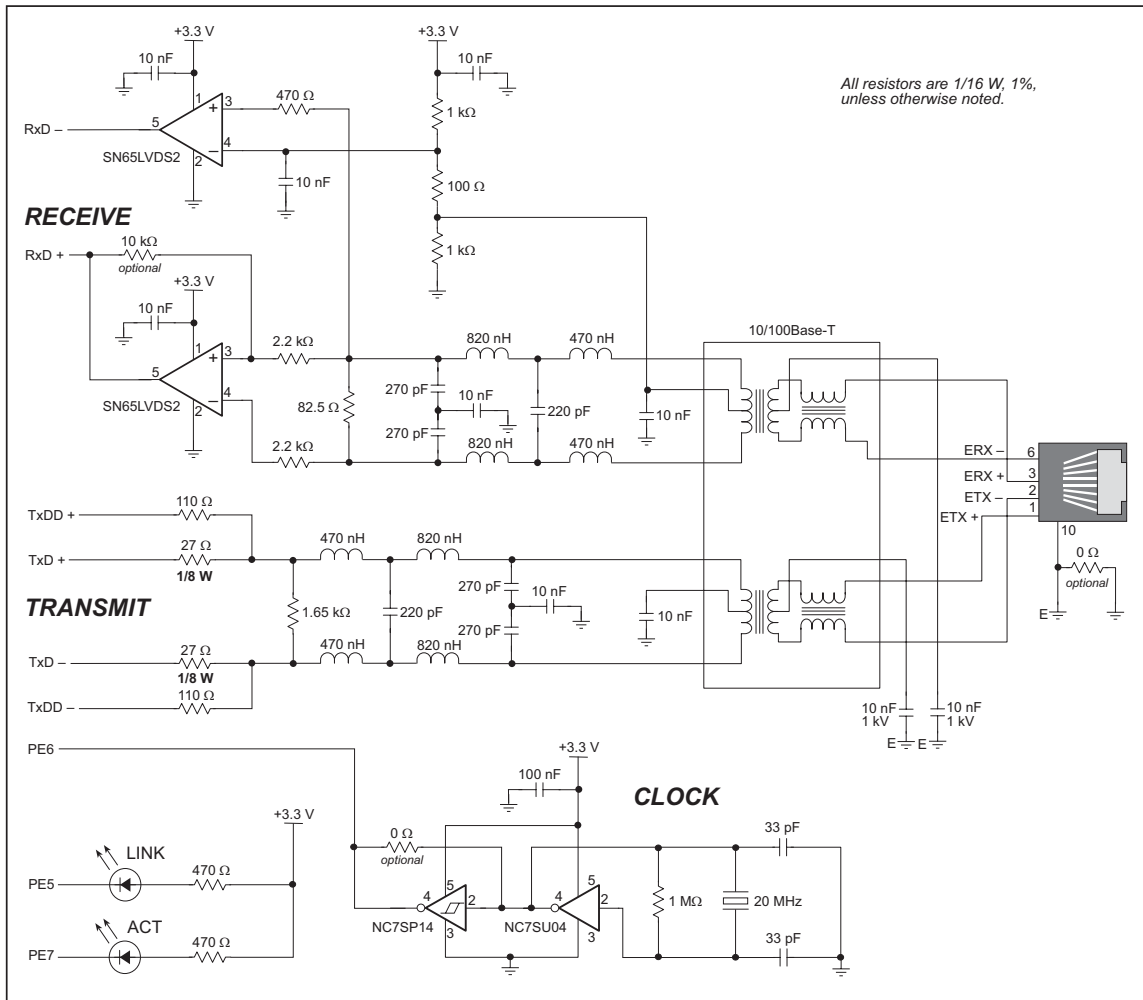 +3.3 V
+3.3 V
10 nF
10 nF
All resistors are 1/16 W, 1%,
unless otherwise noted.
1
3
470 Ω
1 kΩ
+
RxD –
5
4
–
SN65LVDS2
2
10 nF
100 Ω
RECEIVE
10 kΩ
RxD +
optional
1 kΩ
+3.3 V
10 nF
10/100Base-T
820 nH
470 nH
2.2 kΩ
1
3
+
5
270 pF
10 nF
4
–
SN65LVDS2
82.5 Ω
220 pF
10 nF
2
270 pF
820 nH
470 nH
2.2 kΩ
ERX –
6
ERX +
3
110 Ω
ETX –
2
TxDD +
ETX +
1
10
470 nH
820 nH
27 Ω
0 Ω
TxD +
optional
1/8 W
270 pF
10 nF
TRANSMIT
1.65 kΩ
220 pF
10 nF
E
270 pF
27 Ω
470 nH
820 nH
TxD –
1/8 W
110 Ω
TxDD –
10 nF
1 kV
10 nF
1 kV
E
E
PE6
+3.3 V
100 nF
CLOCK
+3.3 V
33 pF
0 Ω
optional
LINK
470 Ω
5
5
PE5
4
2
4
2
1 MΩ
20 MHz
ACT
NC7SP14
NC7SU04
3
3
470 Ω
33 pF
PE7